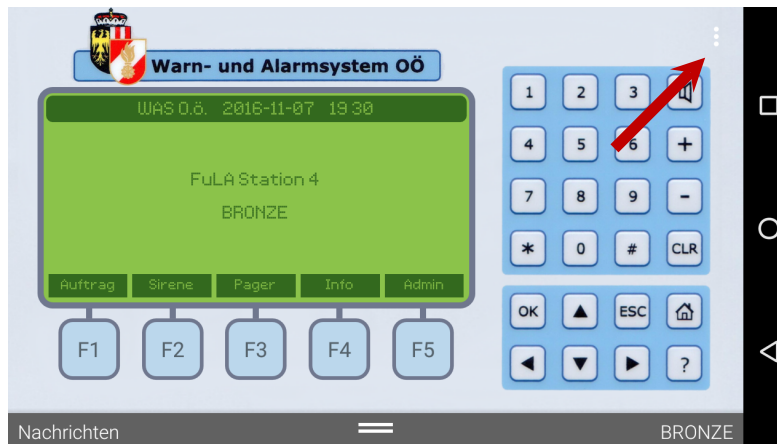 Warn- und Alarmsystem OÖ
WAS O.ö. 2016-11-07 19:30
FuLA Station 4
BRONZE
Auftrag Sirene Pager Info Admin
F1 F2 F3 F4 F5
1 2 3
4 5 6 +
7 8 9 -
* 0 # CLR
OK ESC
?
Nachrichten BRONZE